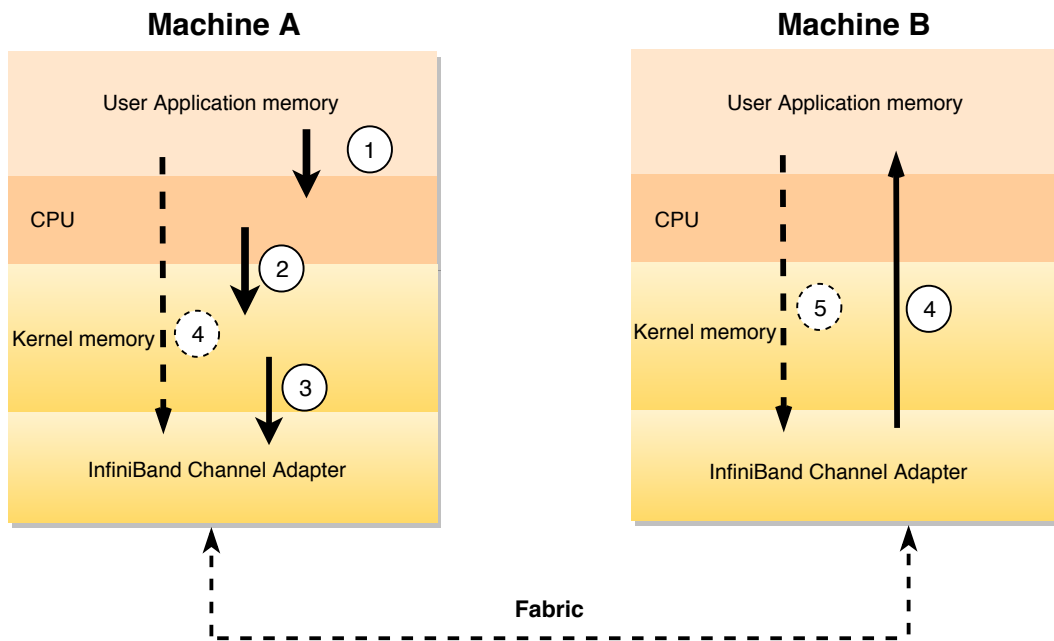 Machine A
User Application memory
1
CPU
2
Kernel memory
4
3
InfiniBand Channel Adapter
Machine B
User Application memory
CPU
5
4
Kernel memory
InfiniBand Channel Adapter
Fabric